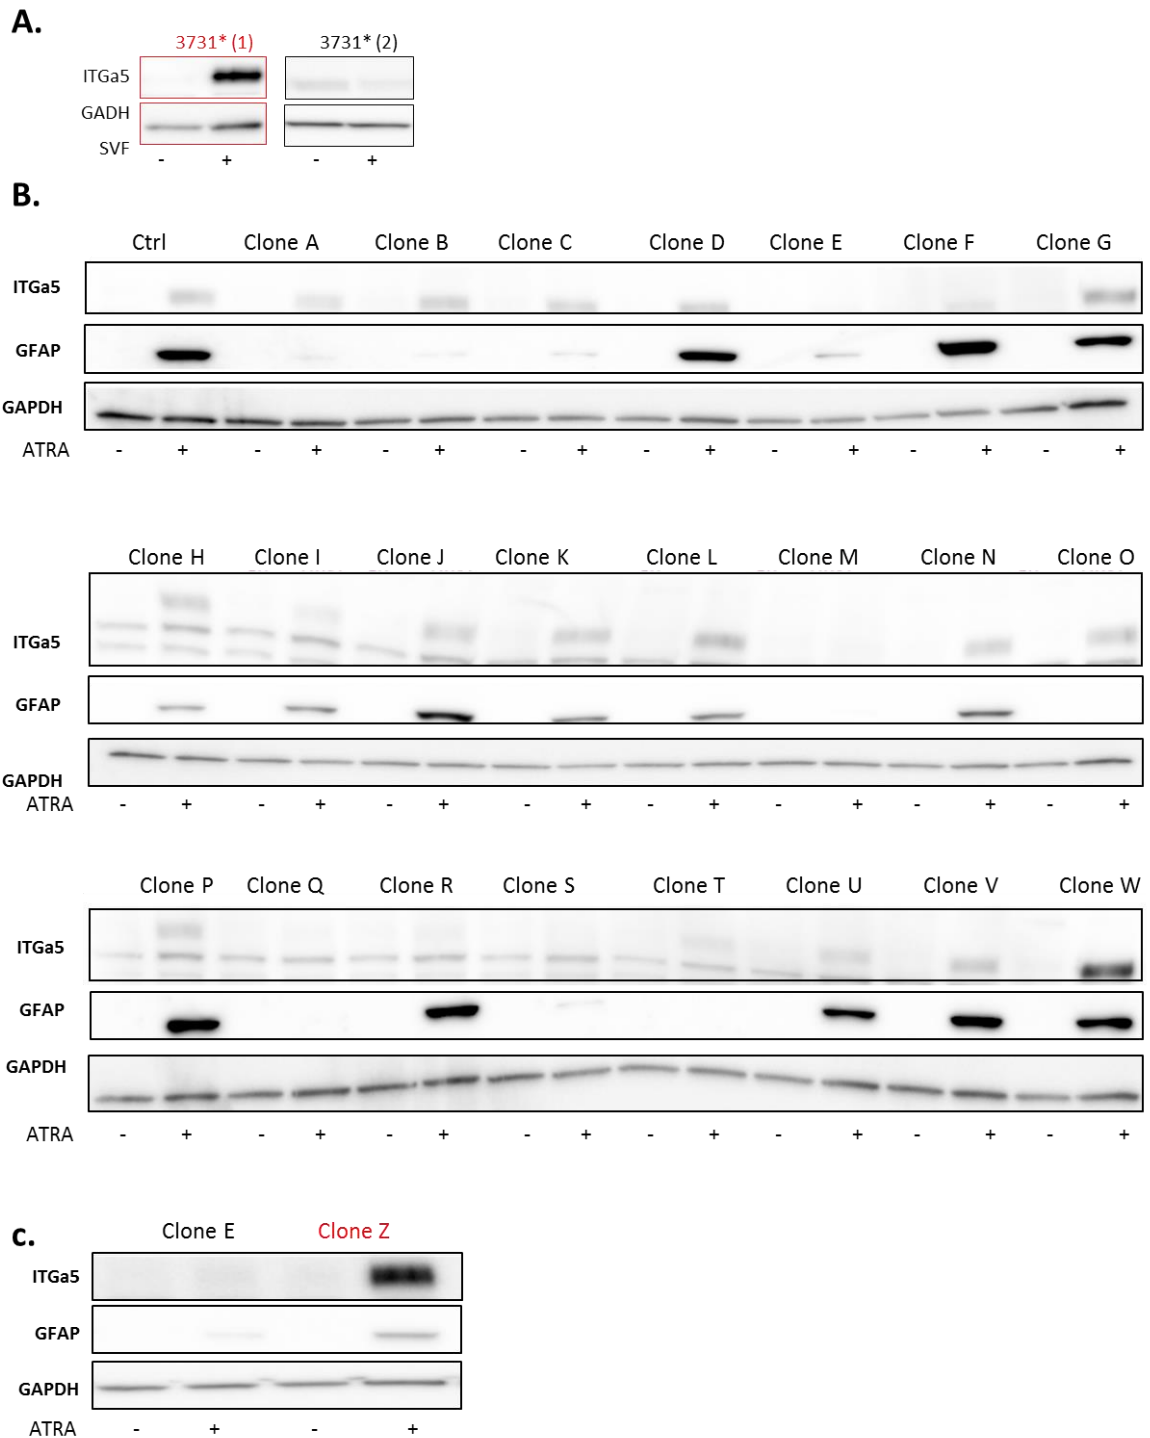 A.
3731* (1) 3731* (2)
ITGa5
GADH
SVF
- + - +
B.
Ctrl Clone A Clone B Clone C Clone D Clone E Clone F Clone G
ITGa5
GFAP
GAPDH
ATRA - + - + - + - + - + - + - + - +
Clone H Clone I Clone J Clone K Clone L Clone M Clone N Clone O
ITGa5
GFAP
GAPDH
ATRA - + - + - + - + - + - + - + - +
Clone P Clone Q Clone R Clone S Clone T Clone U Clone V Clone W
ITGa5
GFAP
GAPDH
ATRA - + - + - + - + - + - + - + - +
c.
Clone E Clone Z
ITGa5
GFAP
GAPDH
ATRA - + - +